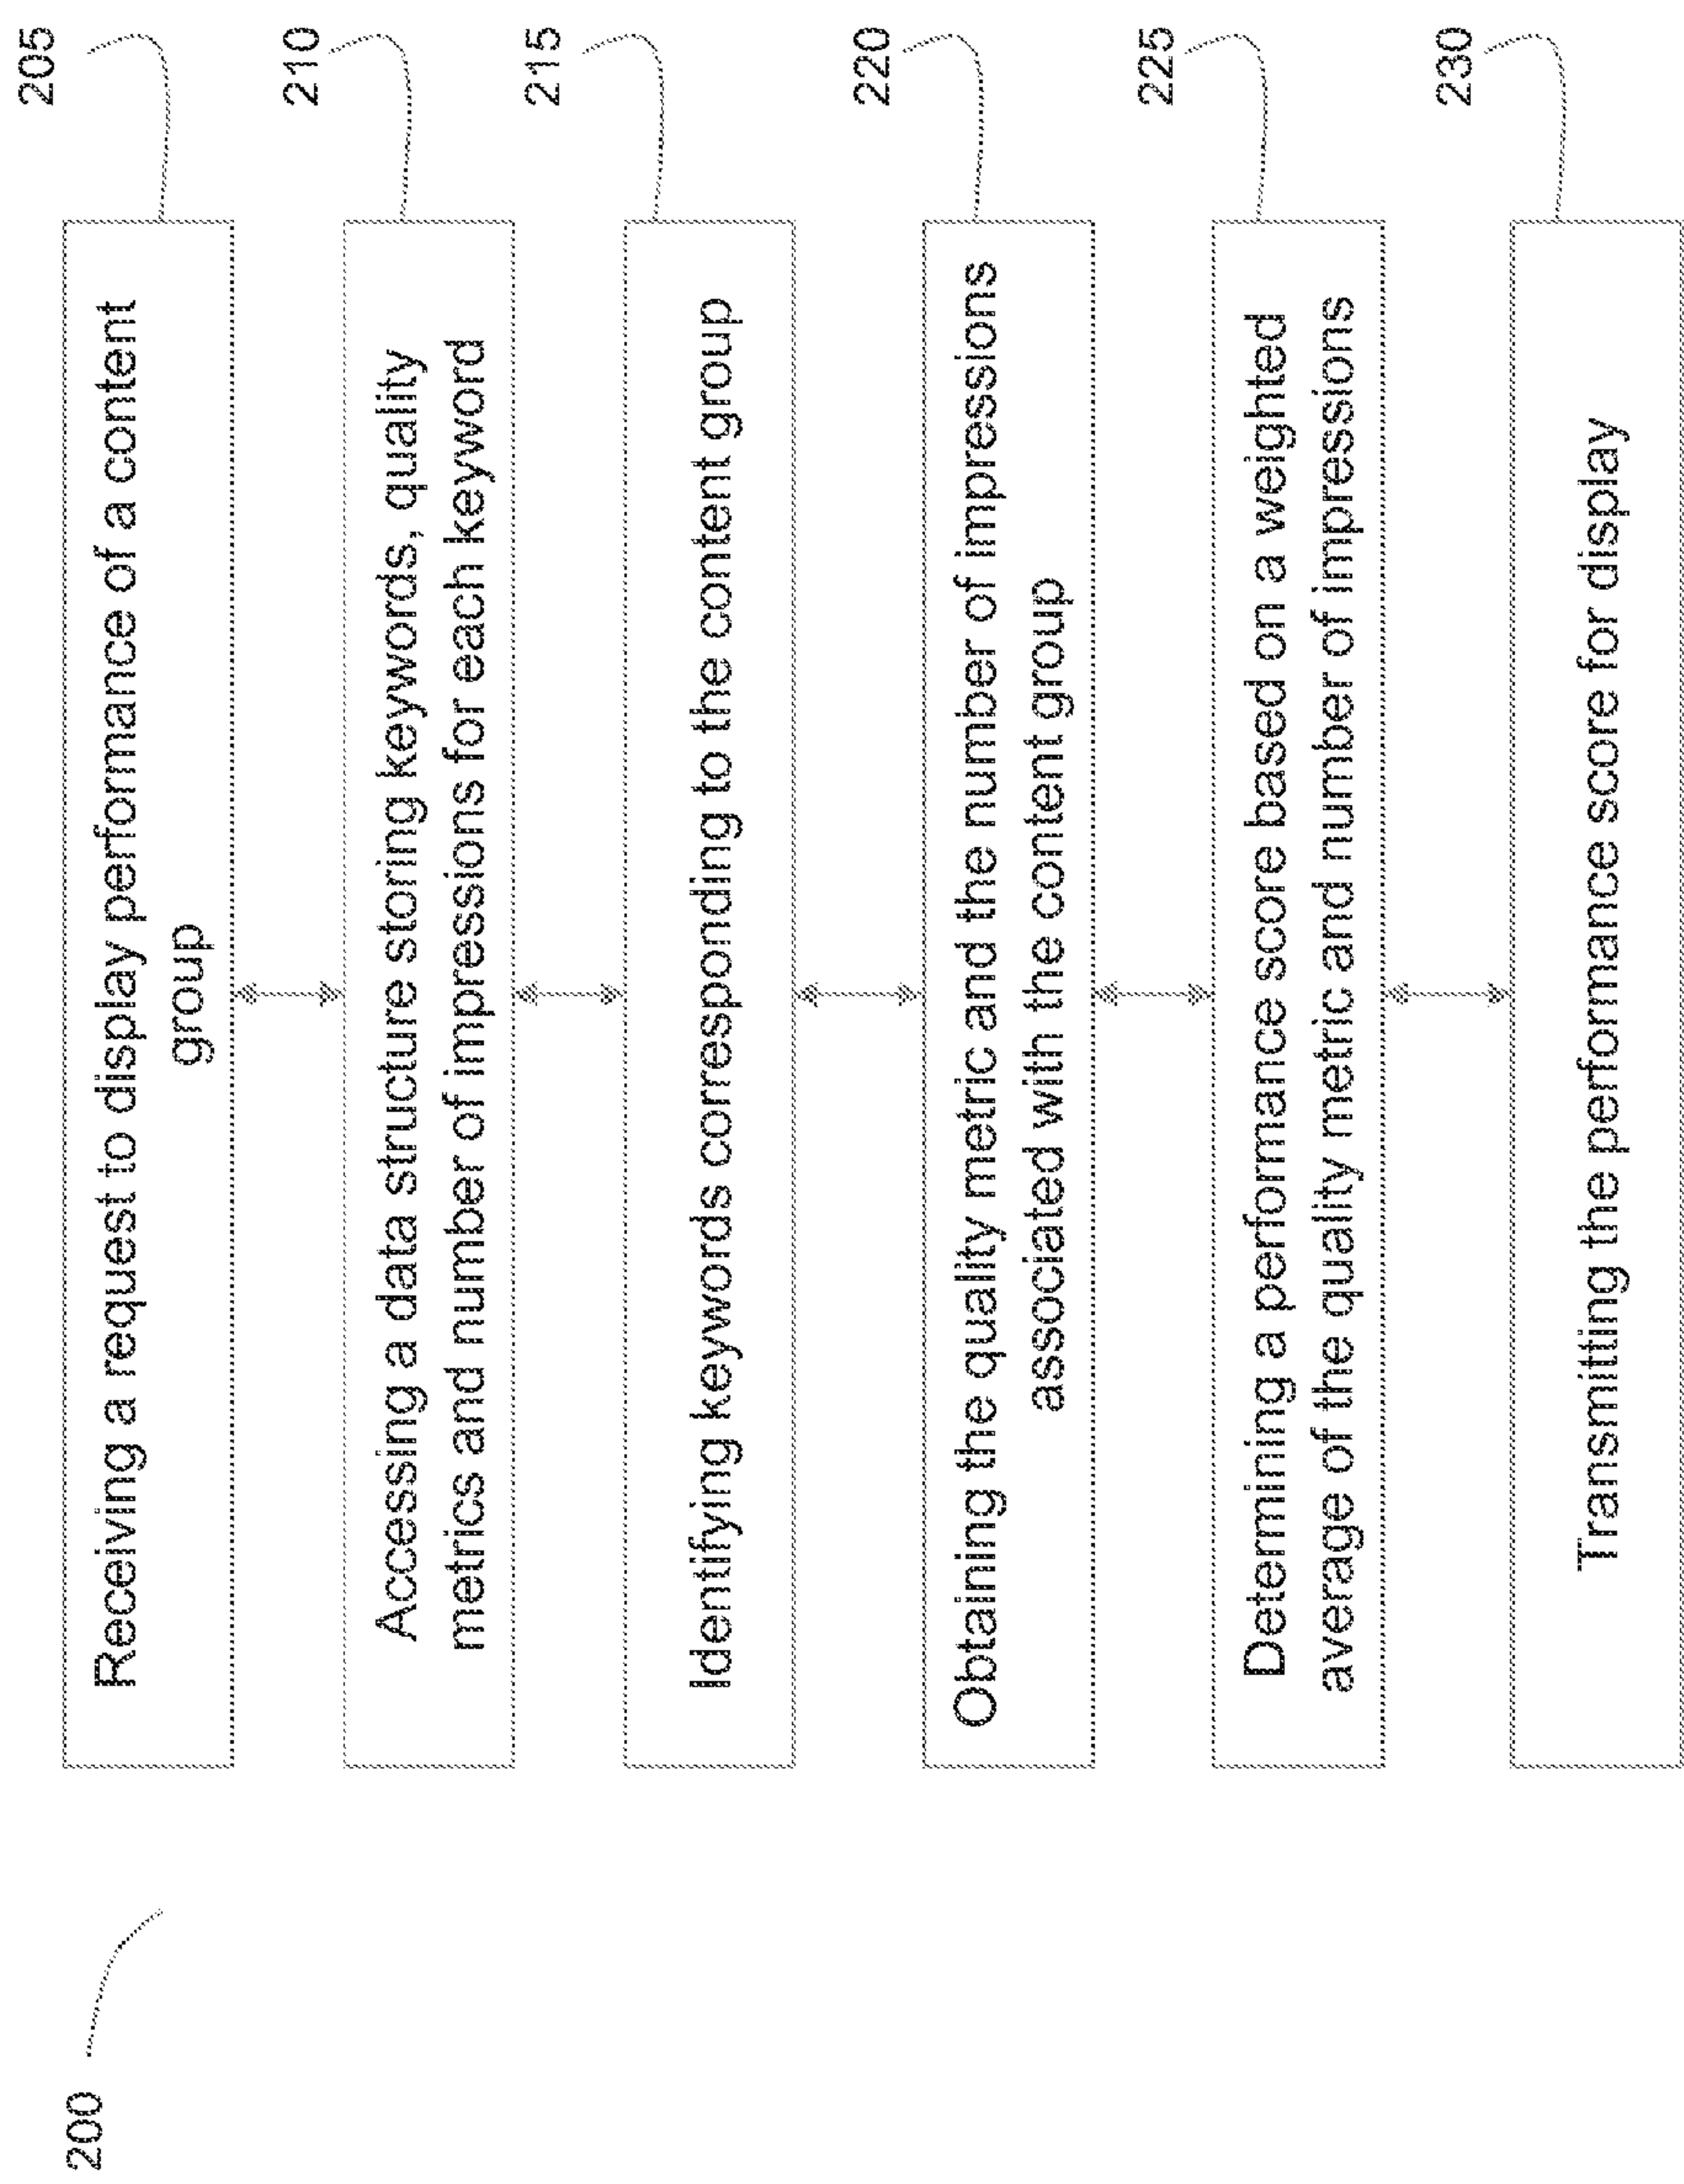 200
Receiving a request to display performance of a content
group
205
Accessing a data structure storing keywords, quality
metrics and number of impressions for each keyword
210
Identifying keywords corresponding to the content group
215
Obtaining the quality metric and the number of impressions
associated with the content group
220
Determining a performance score based on a weighted
average of the quality metric and number of impressions
225
Transmitting the performance score for display
230